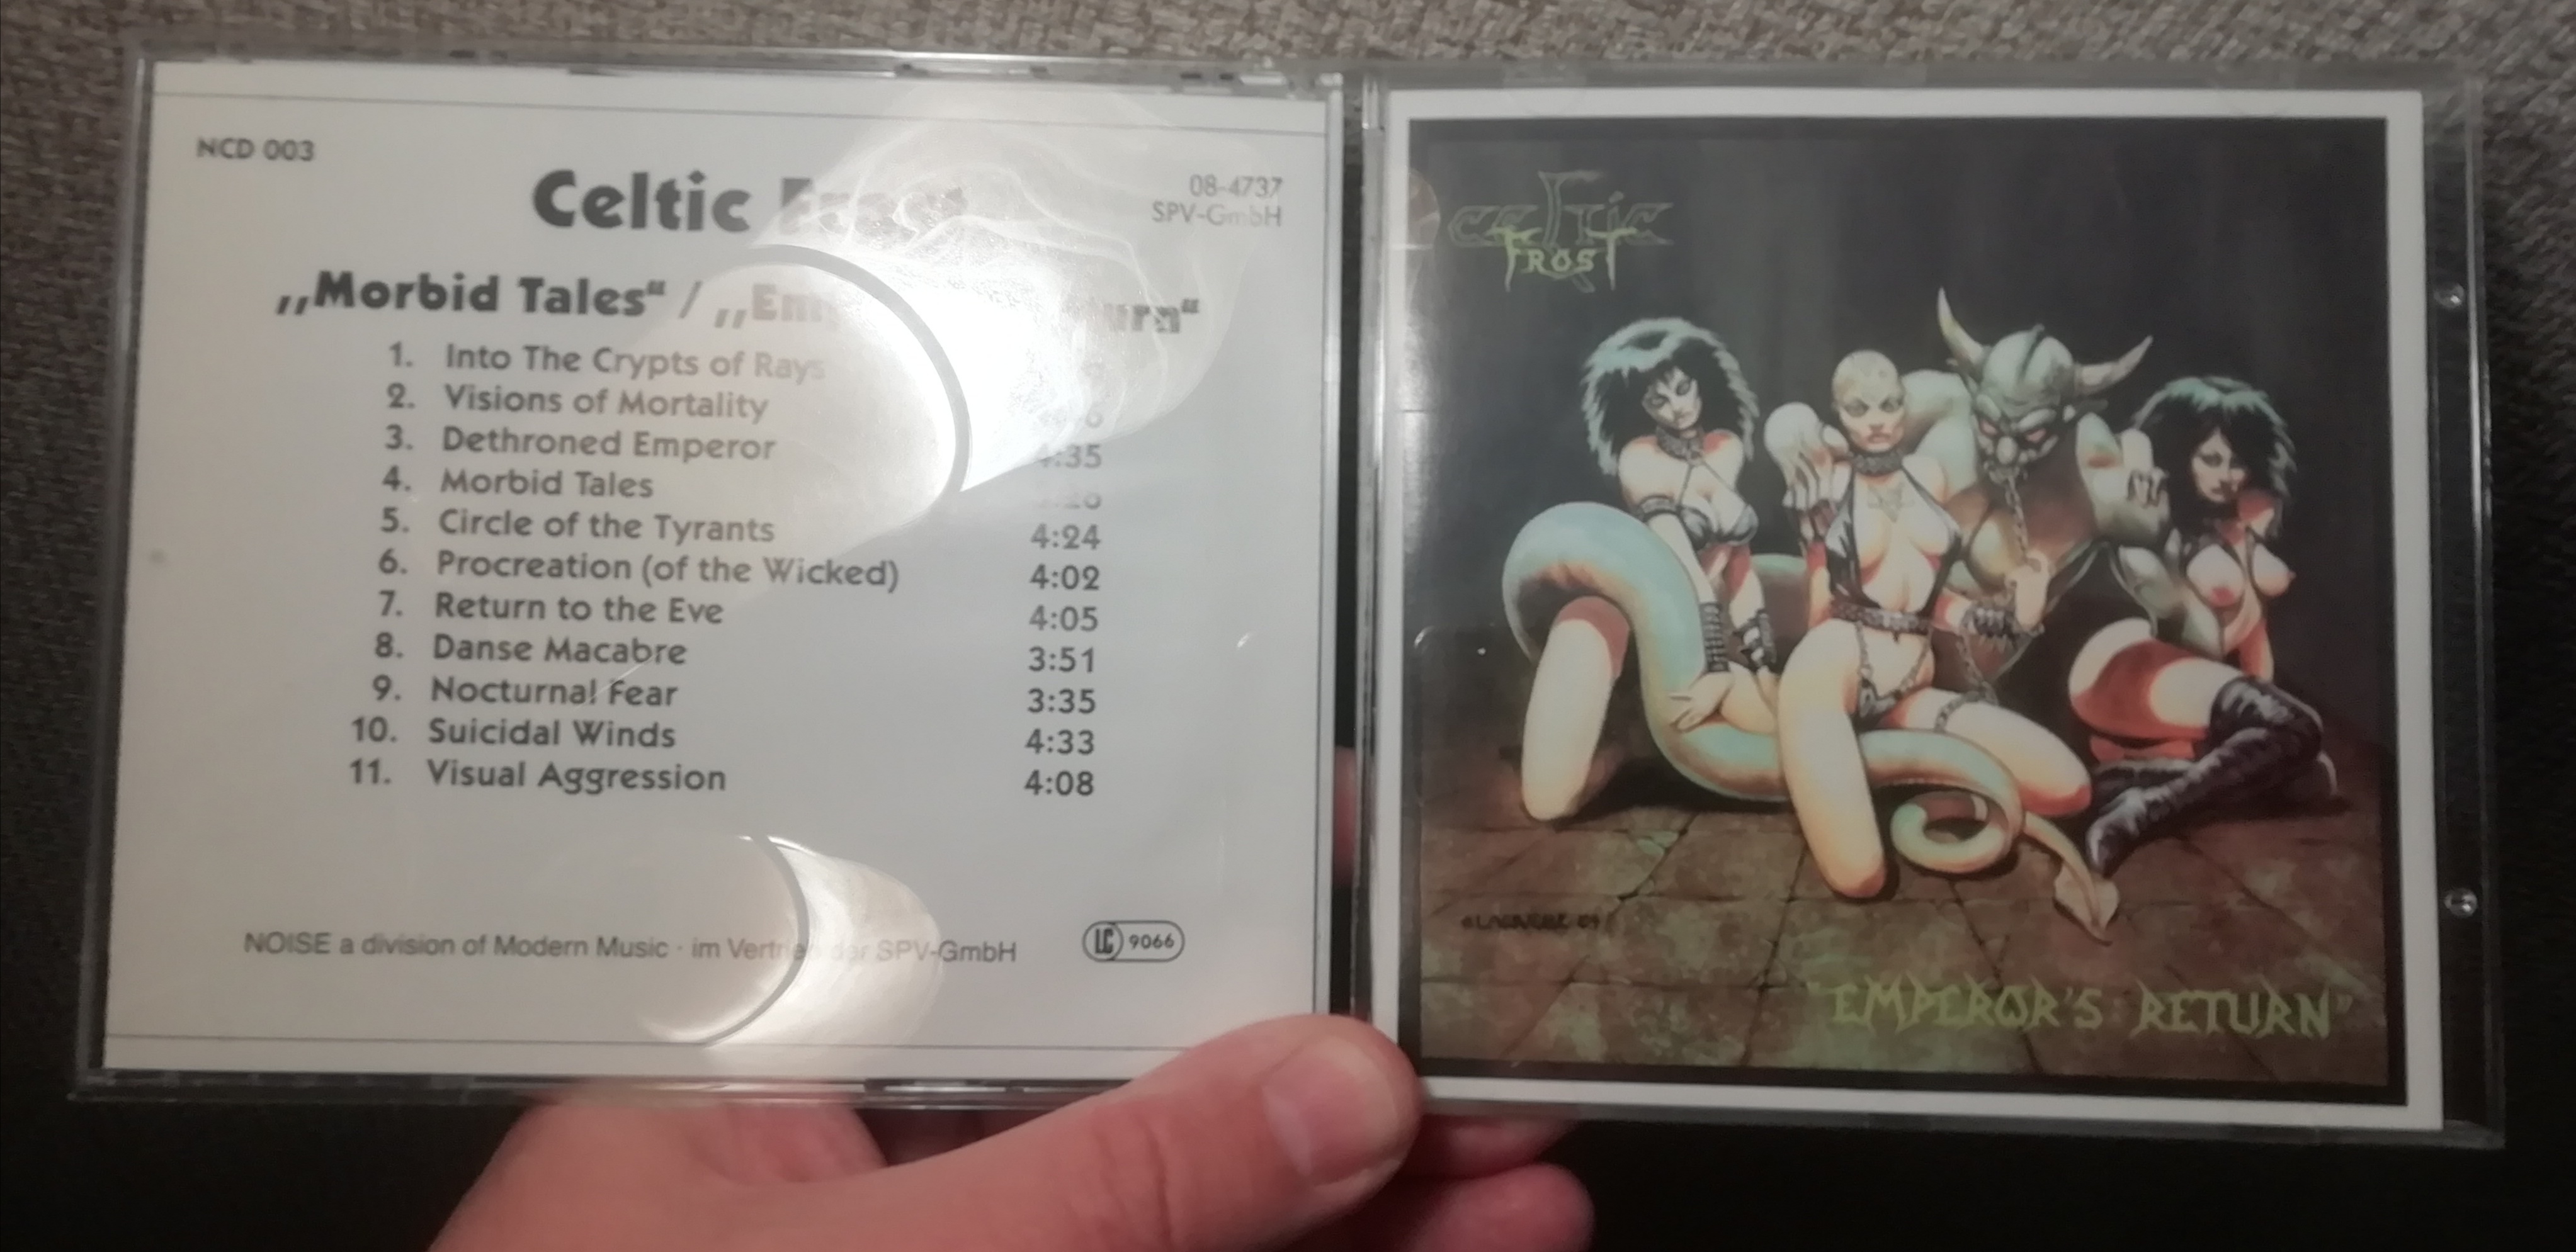 NCD 003
08-4737
SPV-GmbH
Celtic
„Morbid Tales“ /
1. Into The Crypts of Rays
2. Visions of Mortality
3. Dethroned Emperor 4:35
4. Morbid Tales
5. Circle of the Tyrants 4:24
6. Procreation (of the Wicked) 4:02
7. Return to the Eve 4:05
8. Danse Macabre 3:51
9. Nocturnal Fear 3:35
10. Suicidal Winds 4:33
11. Visual Aggression 4:08
NOISE a division of Modern Music · im Vertrieb der SPV-GmbH
LC 9066
CELTIC
FROST
"EMPEROR'S RETURN"